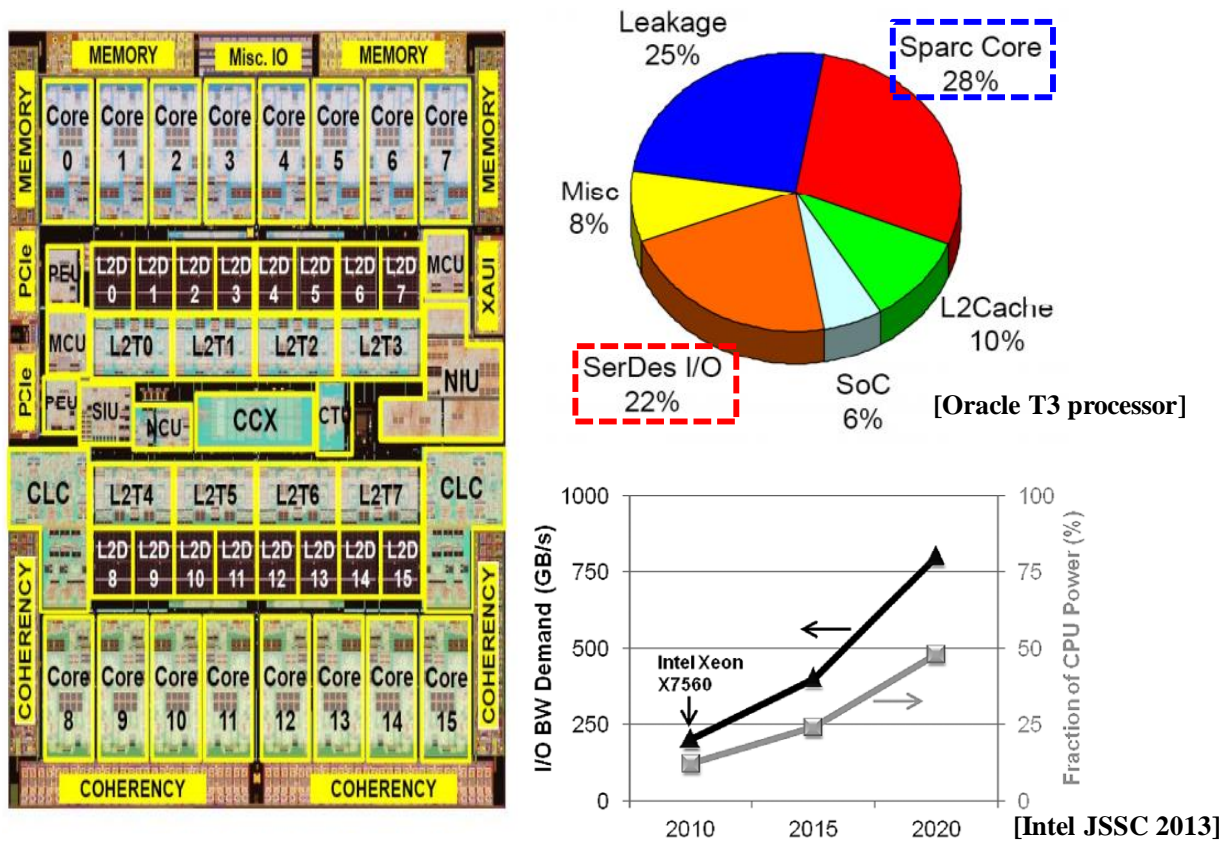 MEMORY
Misc. IO
MEMORY
MEMORY
MEMORY
Core 0
Core 1
Core 2
Core 3
Core 4
Core 5
Core 6
Core 7
PCIe
PEU
L2D 0
L2D 1
L2D 2
L2D 3
L2D 4
L2D 5
L2D 6
L2D 7
MCU
XAUI
MCU
L2T0
L2T1
L2T2
L2T3
NIU
PCIe
PEU
SIU
NCU
CCX
CTU
CLC
L2T4
L2T5
L2T6
L2T7
CLC
L2D 8
L2D 9
L2D 10
L2D 11
L2D 12
L2D 13
L2D 14
L2D 15
COHERENCY
COHERENCY
Core 8
Core 9
Core 10
Core 11
Core 12
Core 13
Core 14
Core 15
COHERENCY
COHERENCY
Leakage
25%
Sparc Core
28%
Misc
8%
L2Cache
10%
SerDes I/O
22%
SoC
6%
[Oracle T3 processor]
I/O BW Demand (GB/s)
1000
750
500
250
0
Intel Xeon
X7560
100
75
50
25
0
Fraction of CPU Power (%)
2010
2015
2020
[Intel JSSC 2013]